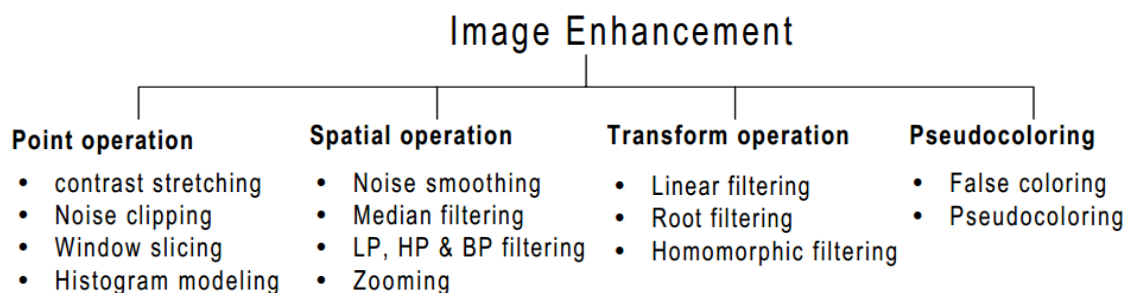 Image Enhancement
Point operation
• contrast stretching
• Noise clipping
• Window slicing
• Histogram modeling
Spatial operation
• Noise smoothing
• Median filtering
• LP, HP & BP filtering
• Zooming
Transform operation
• Linear filtering
• Root filtering
• Homomorphic filtering
Pseudocoloring
• False coloring
• Pseudocoloring